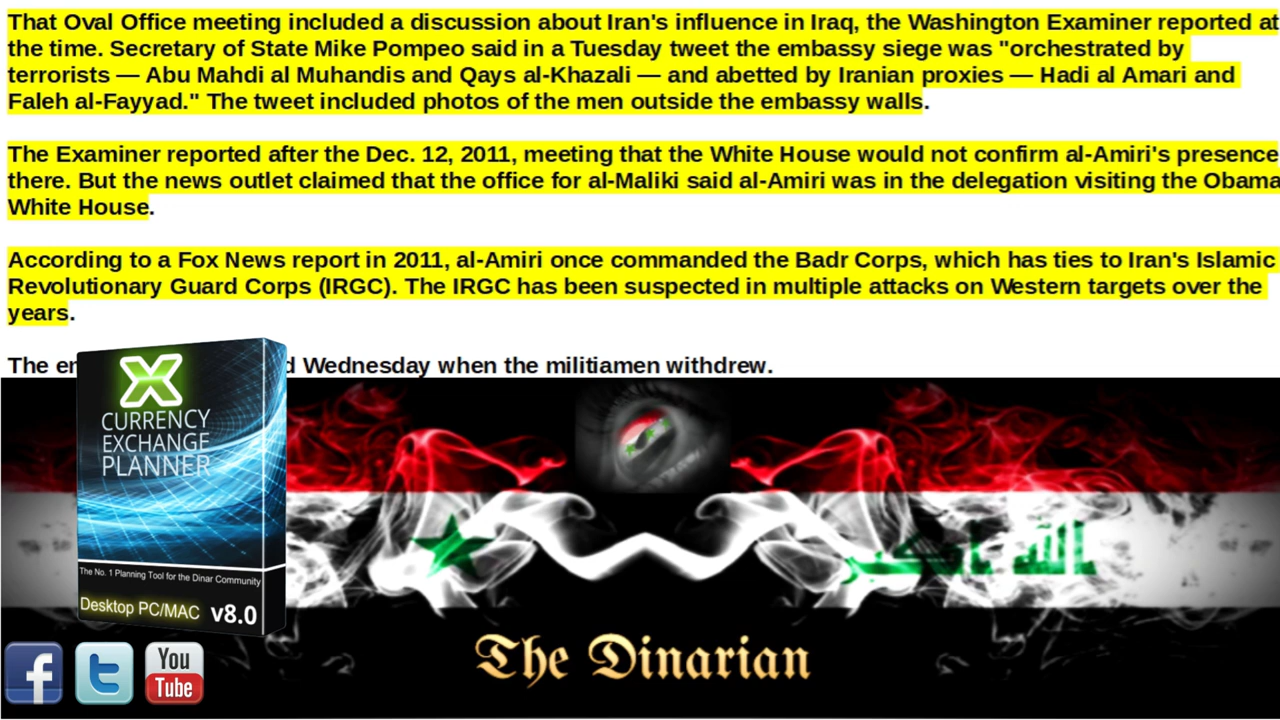 That Oval Office meeting included a discussion about Iran's influence in Iraq, the Washington Examiner reported at
the time. Secretary of State Mike Pompeo said in a Tuesday tweet the embassy siege was "orchestrated by
terrorists — Abu Mahdi al Muhandis and Qays al-Khazali — and abetted by Iranian proxies — Hadi al Amari and
Faleh al-Fayyad." The tweet included photos of the men outside the embassy walls.
The Examiner reported after the Dec. 12, 2011, meeting that the White House would not confirm al-Amiri's presence
there. But the news outlet claimed that the office for al-Maliki said al-Amiri was in the delegation visiting the Obama
White House.
According to a Fox News report in 2011, al-Amiri once commanded the Badr Corps, which has ties to Iran's Islamic
Revolutionary Guard Corps (IRGC). The IRGC has been suspected in multiple attacks on Western targets over the
years.
The Wednesday when the militiamen withdrew.
X
CURRENCY
EXCHANGE
PLANNER
The No. 1 Planning Tool for the Dinar Community
Desktop PC/MAC v8.0
الله اكبر
The Dinarian
f
t
You
Tube